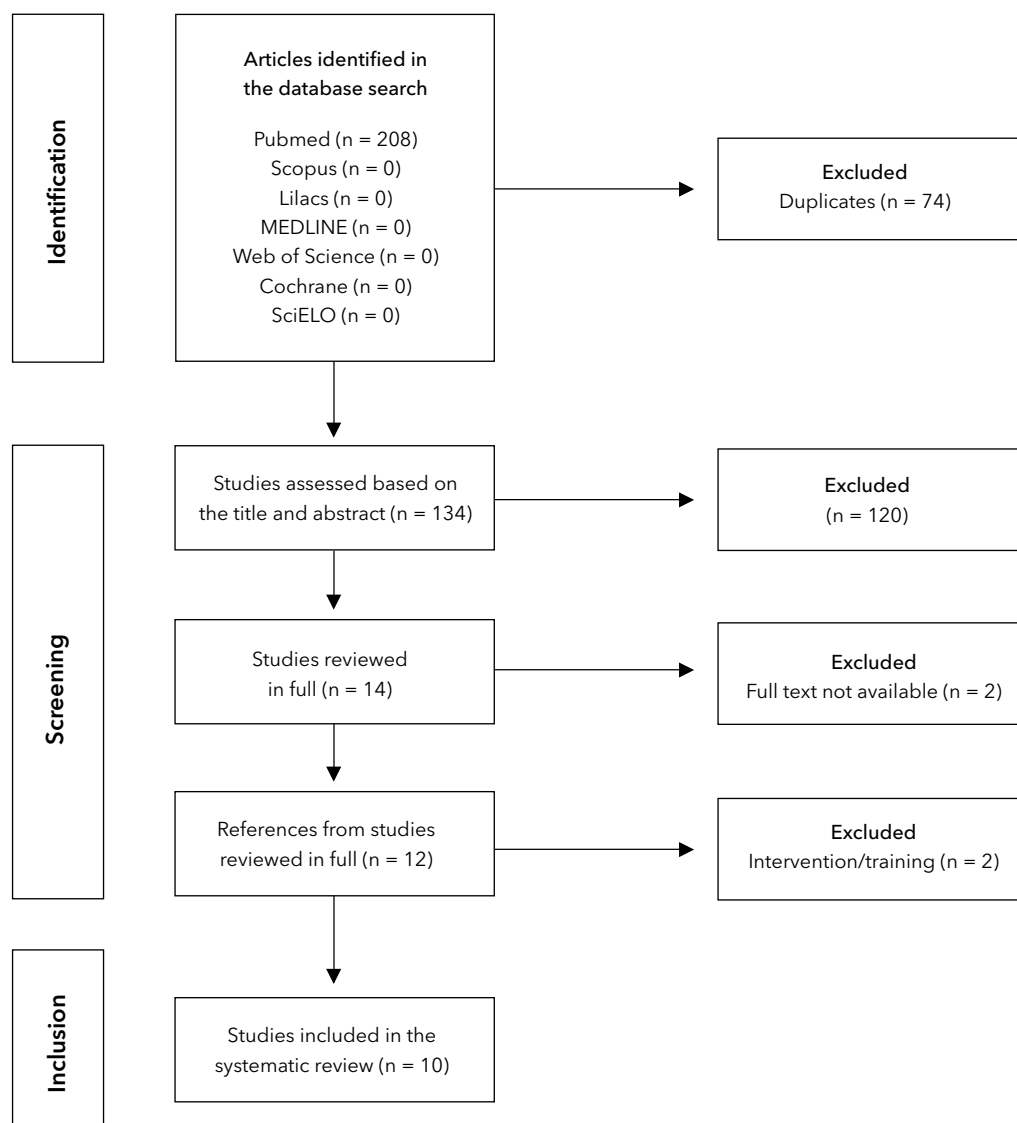 Identification
Articles identified in
the database search
Pubmed (n = 208)
Scopus (n = 0)
Lilacs (n = 0)
MEDLINE (n = 0)
Web of Science (n = 0)
Cochrane (n = 0)
SciELO (n = 0)
Excluded
Duplicates (n = 74)
Screening
Studies assessed based on
the title and abstract (n = 134)
Excluded
(n = 120)
Studies reviewed
in full (n = 14)
Excluded
Full text not available (n = 2)
References from studies
reviewed in full (n = 12)
Excluded
Intervention/training (n = 2)
Inclusion
Studies included in the
systematic review (n = 10)